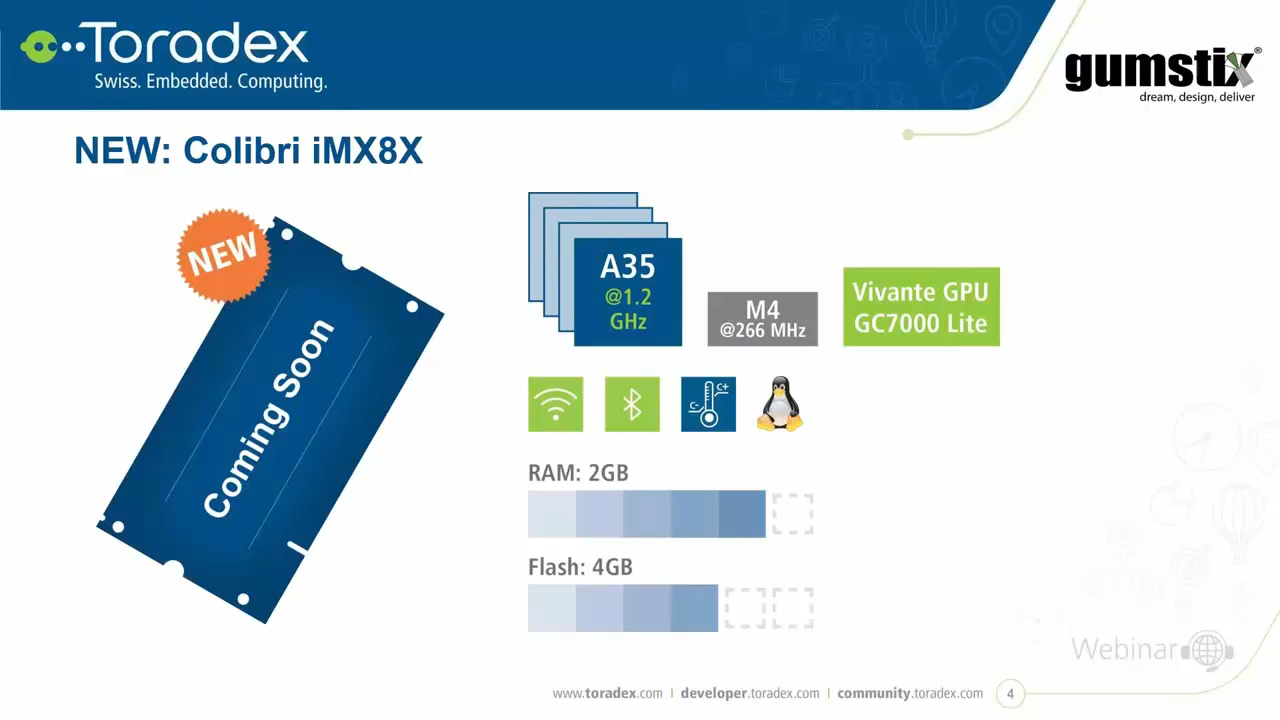 Toradex
Swiss. Embedded. Computing.
gumstix®
dream, design, deliver
NEW: Colibri iMX8X
NEW
Coming Soon
A35
@1.2
GHz
M4
@266 MHz
Vivante GPU
GC7000 Lite
C+
C-
RAM: 2GB
Flash: 4GB
Webinar
www.toradex.com | developer.toradex.com | community.toradex.com
4